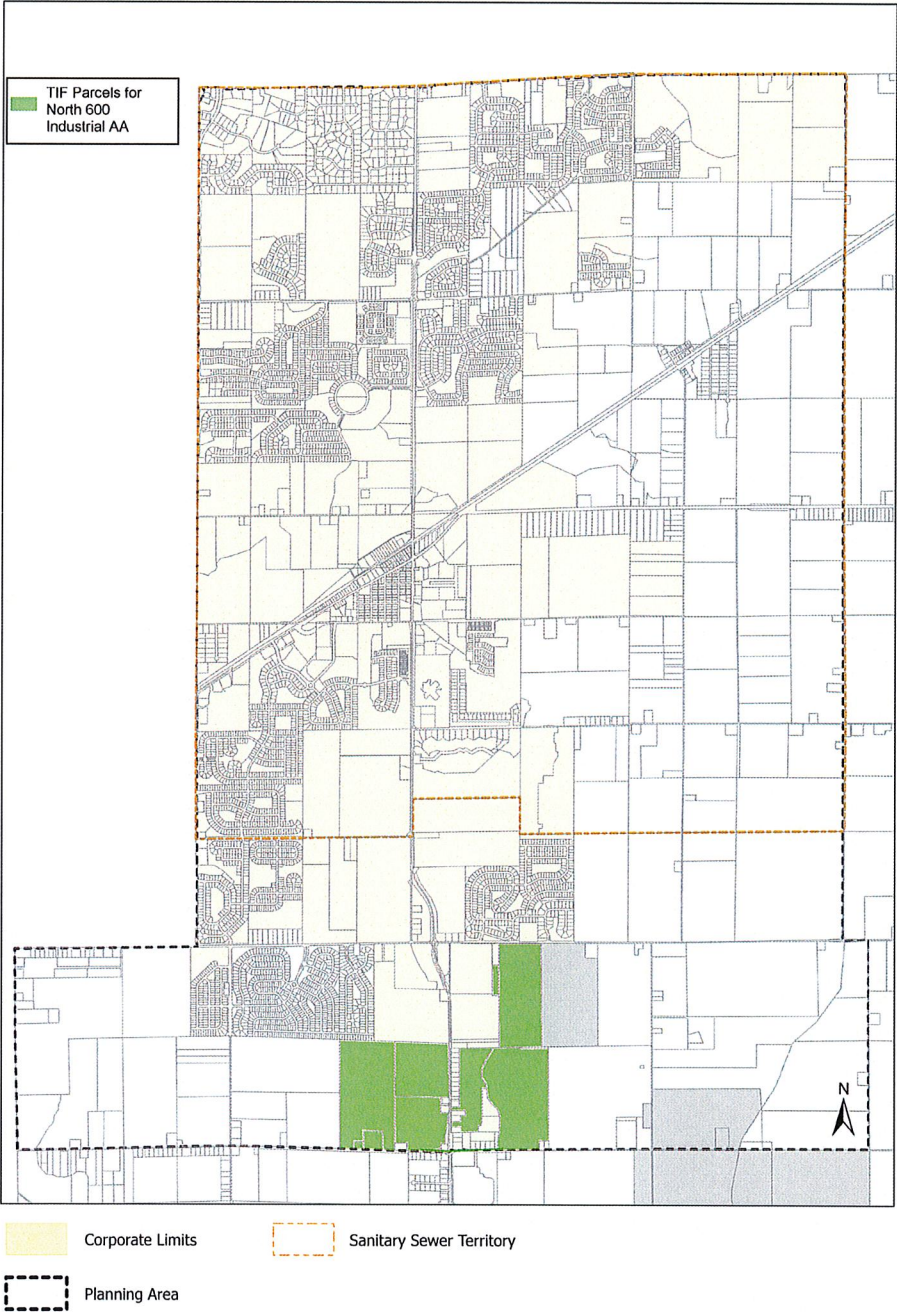 TIF Parcels for
North 600
Industrial AA
N
Corporate Limits
Sanitary Sewer Territory
Planning Area